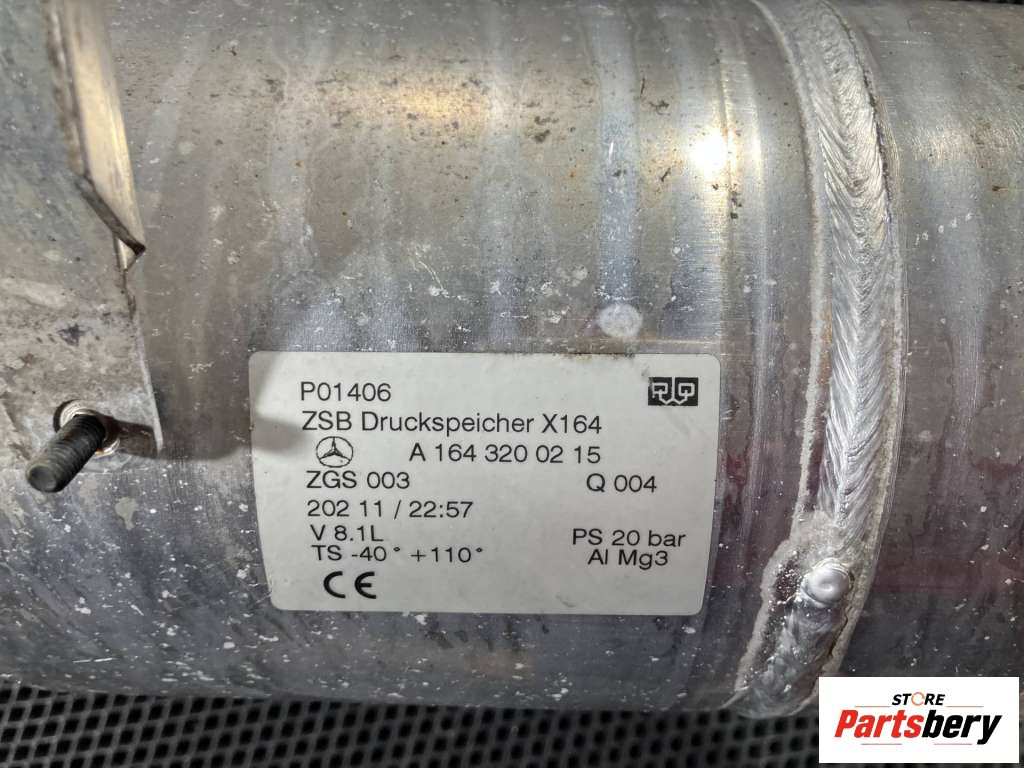 P01406
ZSB Druckspeicher X164
A 164 320 02 15
ZGS 003 Q 004
202 11 / 22:57
V 8.1L PS 20 bar
TS -40° +110° Al Mg3
CE
STORE
Partsbery